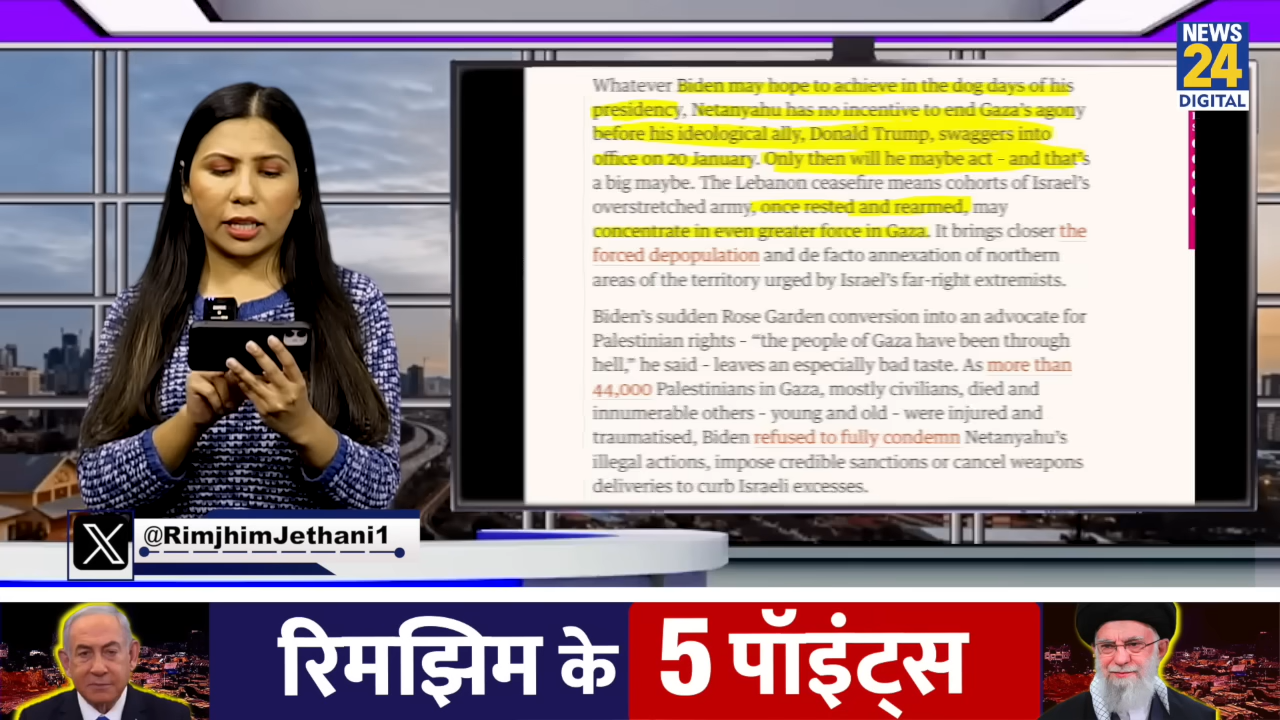 NEWS
24
DIGITAL
Whatever Biden may hope to achieve in the dog days of his
presidency, Netanyahu has no incentive to end Gaza's agony
before his ideological ally, Donald Trump, swaggers into
office on 20 January. Only then will he maybe act – and that's
a big maybe. The Lebanon ceasefire means cohorts of Israel's
overstretched army, once rested and rearmed, may
concentrate in even greater force in Gaza. It brings closer the
forced depopulation and de facto annexation of northern
areas of the territory urged by Israel's far-right extremists.
Biden's sudden Rose Garden conversion into an advocate for
Palestinian rights – “the people of Gaza have been through
hell,” he said – leaves an especially bad taste. As more than
44,000 Palestinians in Gaza, mostly civilians, died and
innumerable others – young and old – were injured and
traumatised, Biden refused to fully condemn Netanyahu's
illegal actions, impose credible sanctions or cancel weapons
deliveries to curb Israeli excesses.
X @RimjhimJethani1
रिमझिम के 5 पॉइंट्स